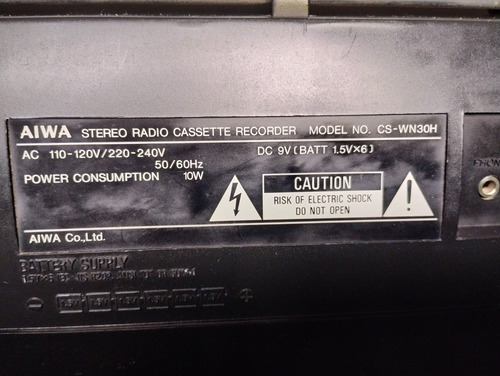 AIWA STEREO RADIO CASSETTE RECORDER MODEL NO. CS-WN30H
AC 110-120V/220-240V DC 9V (BATT 1.5V×6)
50/60Hz
POWER CONSUMPTION 10W
CAUTION
RISK OF ELECTRIC SHOCK
DO NOT OPEN
AIWA Co.,Ltd.
BATTERY SUPPLY
− +